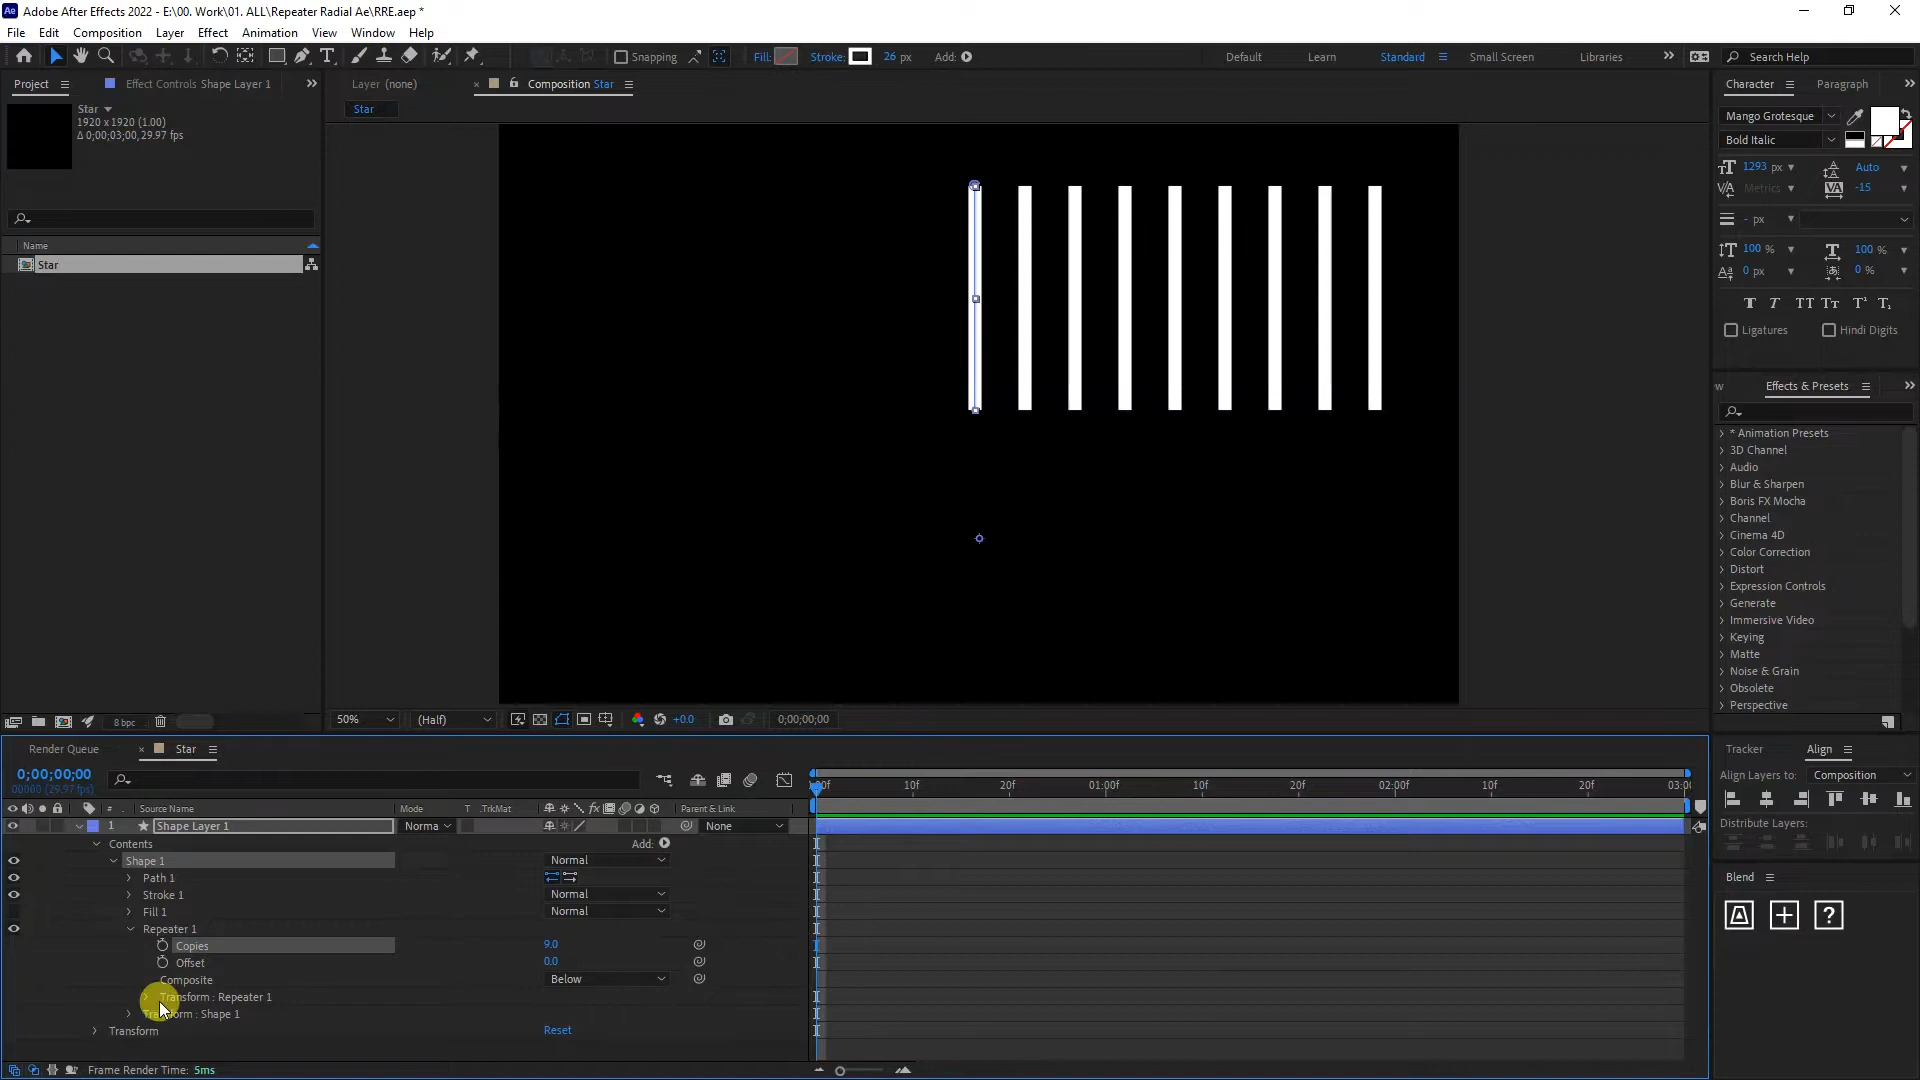 Adobe After Effects 2022 - E:\00. Work\01. ALL\Repeater Radial Ae\RRE.aep *
File Edit Composition Layer Effect Animation View Window Help
Snapping Fill: Stroke: 26 px Add: Default Learn Standard Small Screen Libraries Search Help
Project Effect Controls Shape Layer 1 Layer (none) Composition Star Character Paragraph
Star
1920 x 1920 (1.00)
Δ 0;00;03;00, 29.97 fps
Star
Mango Grotesque
Bold Italic
1293 px Auto
Metrics -15
- px
100 % 100 %
0 px 0 %
Ligatures Hindi Digits
Name
Star
Effects & Presets
* Animation Presets
3D Channel
Audio
Blur & Sharpen
Boris FX Mocha
Channel
Cinema 4D
Color Correction
Distort
Expression Controls
Generate
Immersive Video
Keying
Matte
Noise & Grain
Obsolete
Perspective
8 bpc 50% (Half) +0.0 0;00;00;00
Render Queue Star
Tracker Align
0;00;00;00
00000 (29.97 fps)
Align Layers to: Composition
Distribute Layers:
10f 20f 01:00f 10f 20f 02:00f 10f 20f
# Source Name Mode T .TrkMat Parent & Link
1 Shape Layer 1 Norma None
Contents Add:
Shape 1 Normal
Path 1
Stroke 1 Normal
Fill 1 Normal
Repeater 1
Copies 9.0
Offset 0.0
Composite Below
Transform : Repeater 1
Transform : Shape 1
Transform Reset
Blend
?
Frame Render Time: 5ms